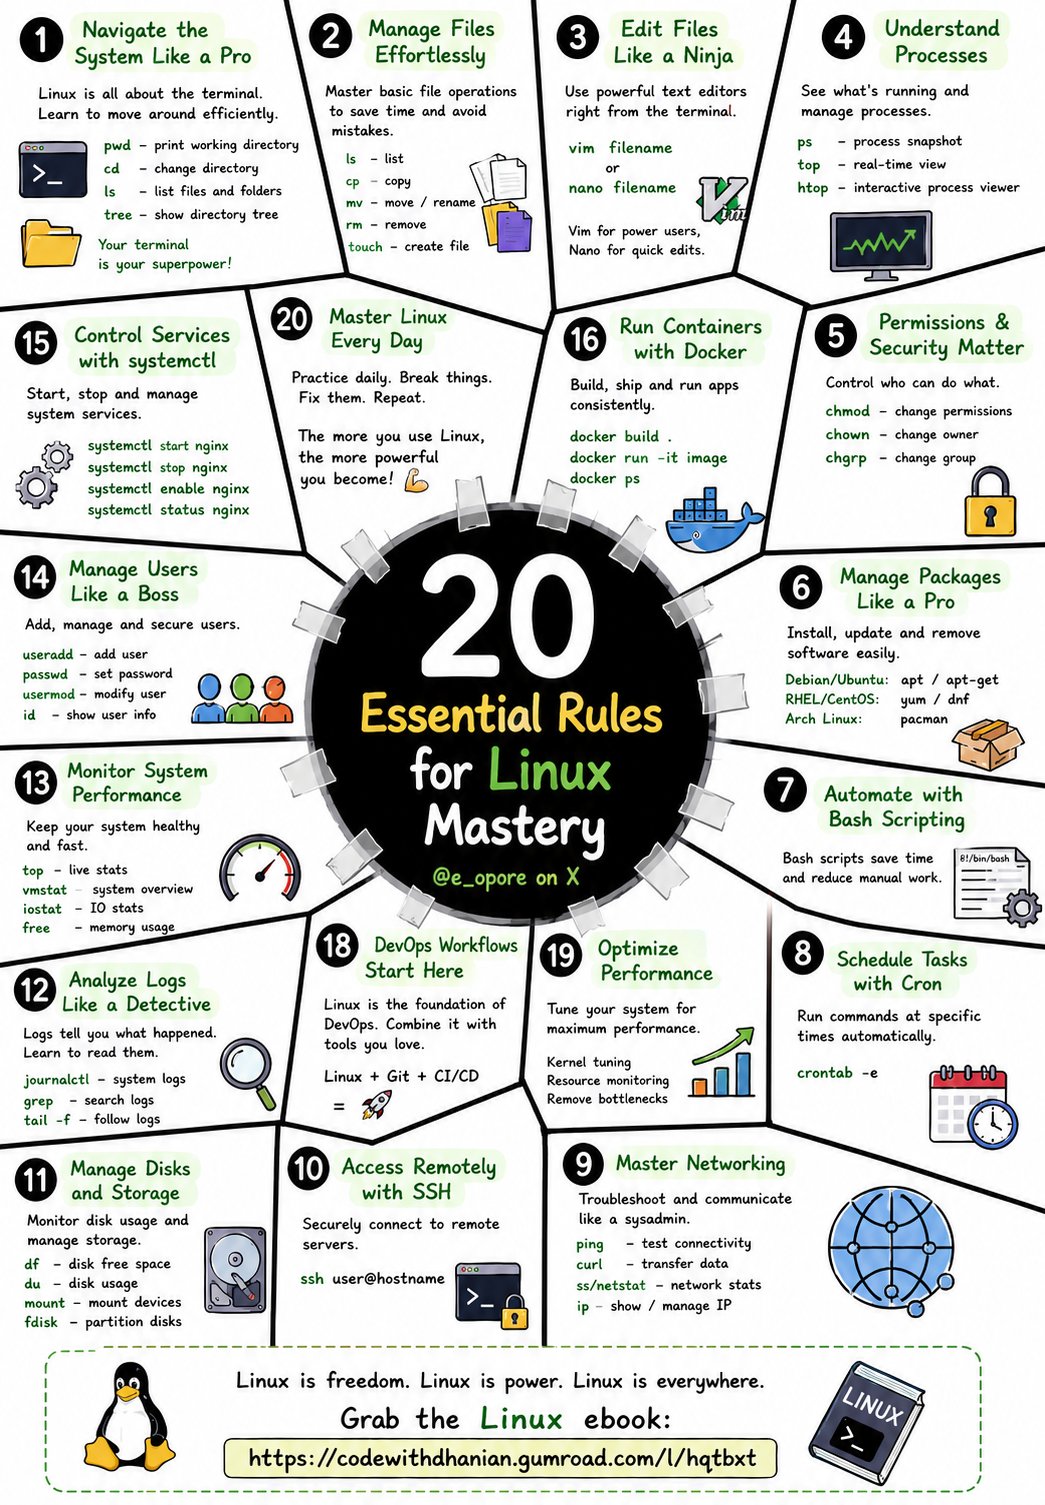 1
Navigate the
System Like a Pro
Linux is all about the terminal.
Learn to move around efficiently.
>_
pwd – print working directory
cd – change directory
ls – list files and folders
tree – show directory tree
Your terminal
is your superpower!
2
Manage Files
Effortlessly
Master basic file operations
to save time and avoid
mistakes.
ls – list
cp – copy
mv – move / rename
rm – remove
touch – create file
3
Edit Files
Like a Ninja
Use powerful text editors
right from the terminal.
vim filename
or
nano filename
Vim
Vim for power users,
Nano for quick edits.
4
Understand
Processes
See what's running and
manage processes.
ps – process snapshot
top – real-time view
htop – interactive process viewer
15
Control Services
with systemctl
Start, stop and manage
system services.
systemctl start nginx
systemctl stop nginx
systemctl enable nginx
systemctl status nginx
20
Master Linux
Every Day
Practice daily. Break things.
Fix them. Repeat.
The more you use Linux,
the more powerful
you become!
16
Run Containers
with Docker
Build, ship and run apps
consistently.
docker build .
docker run -it image
docker ps
5
Permissions &
Security Matter
Control who can do what.
chmod – change permissions
chown – change owner
chgrp – change group
14
Manage Users
Like a Boss
Add, manage and secure users.
useradd – add user
passwd – set password
usermod – modify user
id – show user info
20
Essential Rules
for Linux
Mastery
@e_opore on X
6
Manage Packages
Like a Pro
Install, update and remove
software easily.
Debian/Ubuntu: apt / apt-get
RHEL/CentOS: yum / dnf
Arch Linux: pacman
13
Monitor System
Performance
Keep your system healthy
and fast.
top – live stats
vmstat – system overview
iostat – IO stats
free – memory usage
7
Automate with
Bash Scripting
Bash scripts save time
and reduce manual work.
#!/bin/bash
12
Analyze Logs
Like a Detective
Logs tell you what happened.
Learn to read them.
journalctl – system logs
grep – search logs
tail -f – follow logs
18
DevOps Workflows
Start Here
Linux is the foundation of
DevOps. Combine it with
tools you love.
Linux + Git + CI/CD
=
19
Optimize
Performance
Tune your system for
maximum performance.
Kernel tuning
Resource monitoring
Remove bottlenecks
8
Schedule Tasks
with Cron
Run commands at specific
times automatically.
crontab -e
11
Manage Disks
and Storage
Monitor disk usage and
manage storage.
df – disk free space
du – disk usage
mount – mount devices
fdisk – partition disks
10
Access Remotely
with SSH
Securely connect to remote
servers.
ssh user@hostname
>_
9
Master Networking
Troubleshoot and communicate
like a sysadmin.
ping – test connectivity
curl – transfer data
ss/netstat – network stats
ip – show / manage IP
Linux is freedom. Linux is power. Linux is everywhere.
Grab the Linux ebook:
https://codewithdhanian.gumroad.com/l/hqtbxt
LINUX
>_